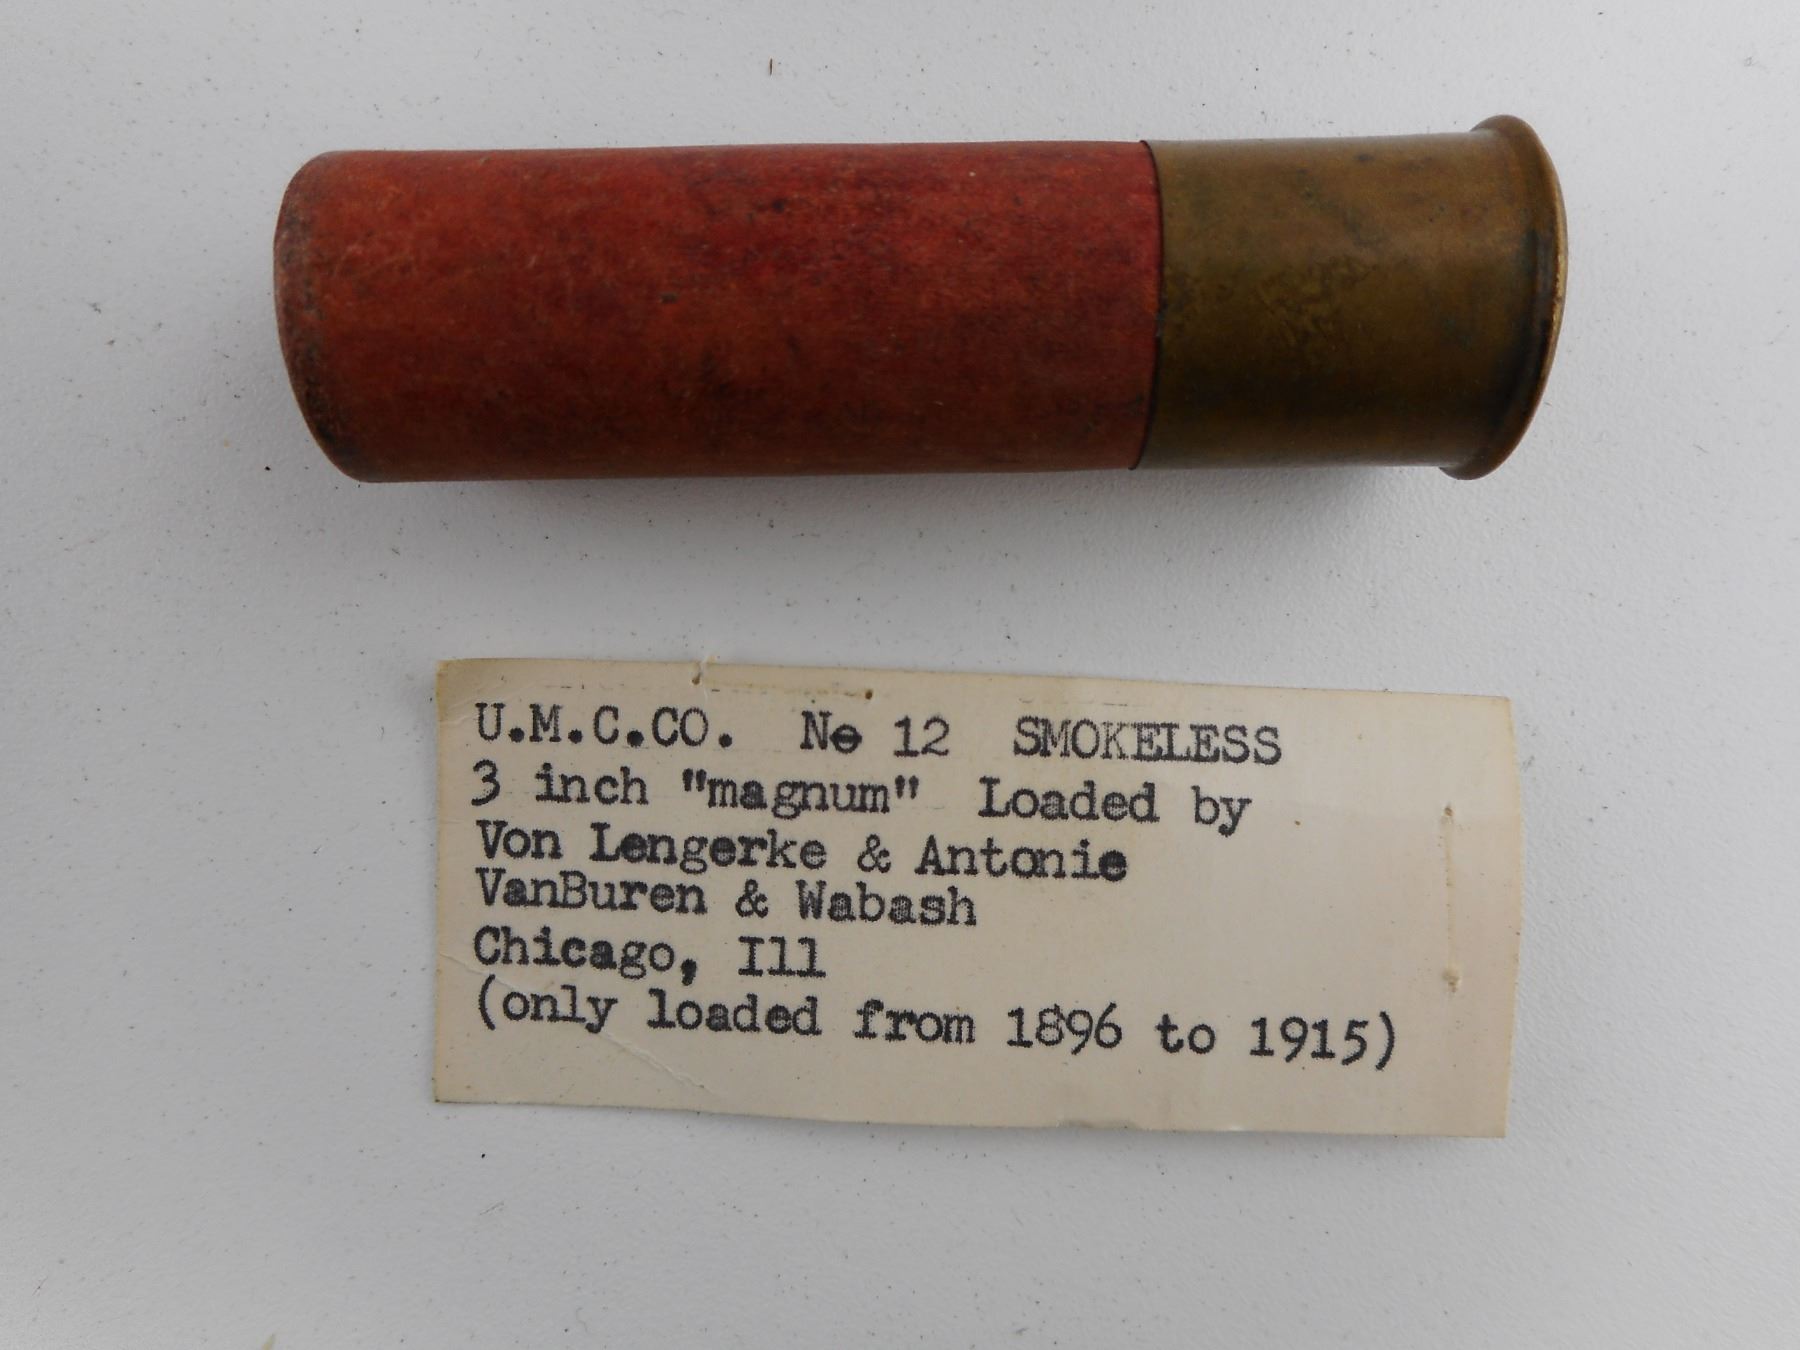 U.M.C.CO. No 12 SMOKELESS
3 inch "magnum" Loaded by
Von Lengerke & Antonie
VanBuren & Wabash
Chicago, Ill
(only loaded from 1896 to 1915)